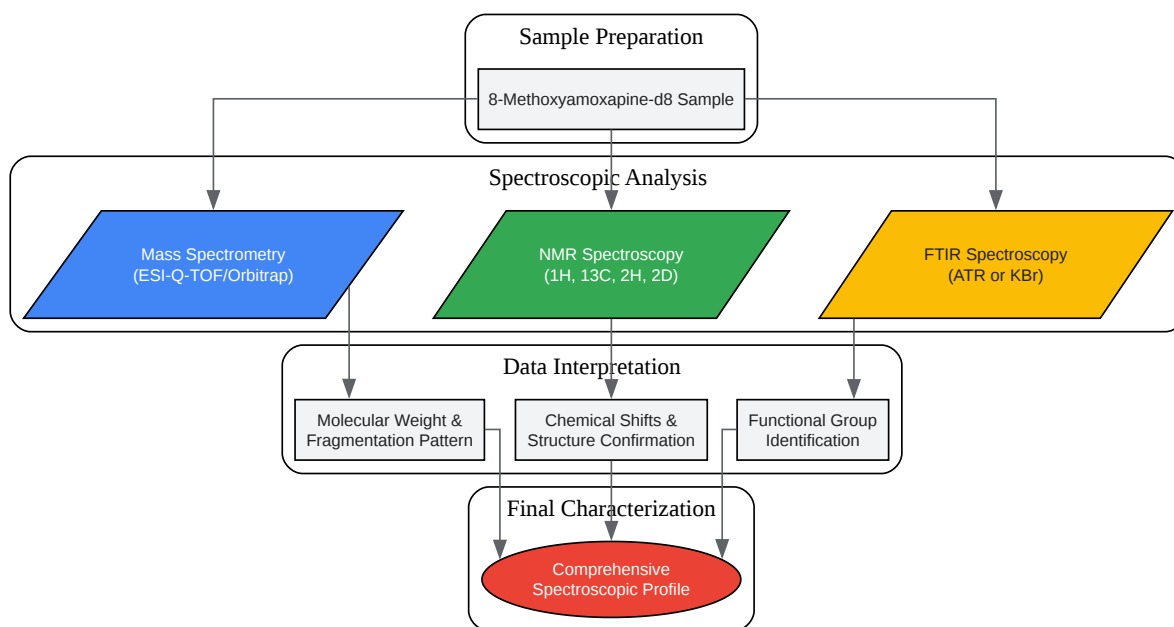 Sample Preparation
8-Methoxyamoxapine-d8 Sample
Spectroscopic Analysis
Mass Spectrometry
(ESI-Q-TOF/Orbitrap)
NMR Spectroscopy
(1H, 13C, 2H, 2D)
FTIR Spectroscopy
(ATR or KBr)
Data Interpretation
Molecular Weight &
Fragmentation Pattern
Chemical Shifts &
Structure Confirmation
Functional Group
Identification
Final Characterization
Comprehensive
Spectroscopic Profile